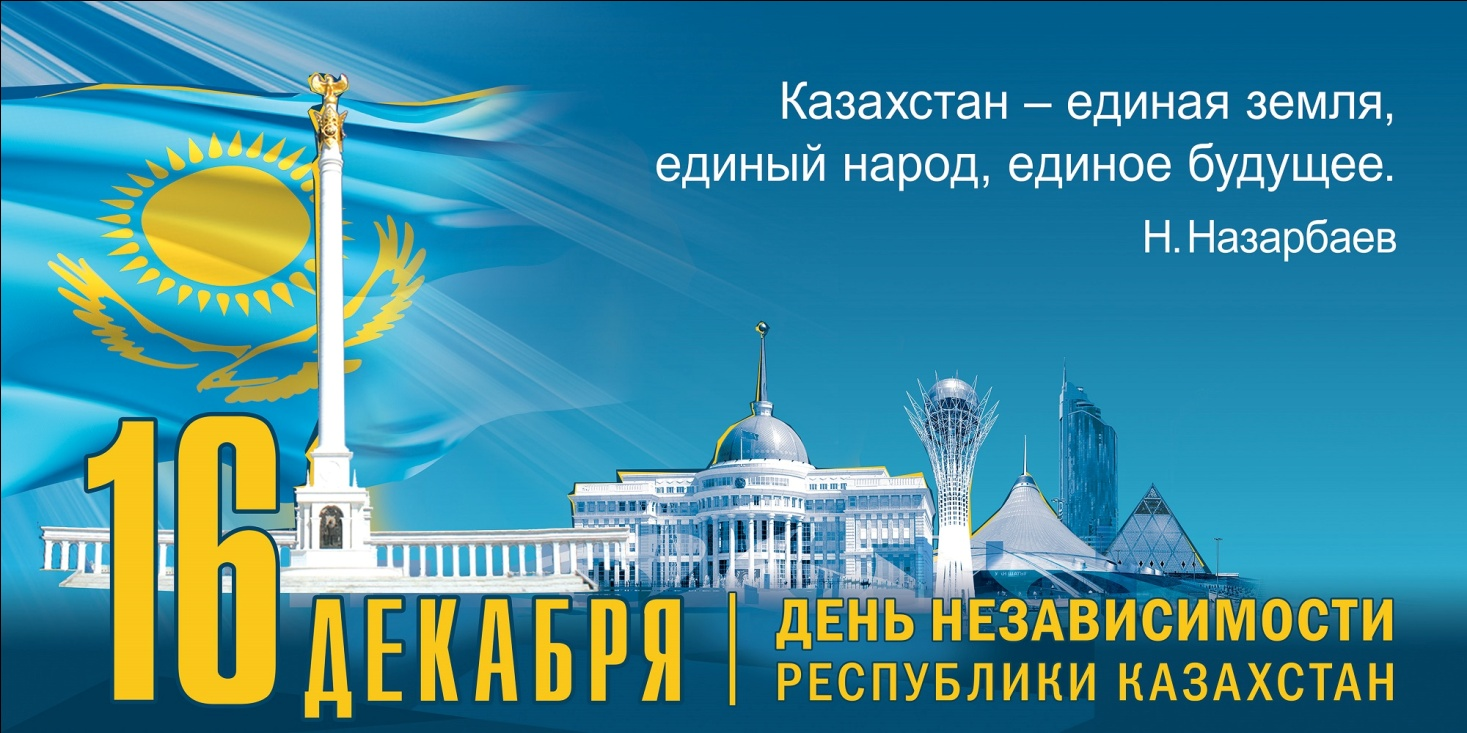 Казахстан – единая земля,
единый народ, единое будущее.
Н. Назарбаев
16 ДЕКАБРЯ
ДЕНЬ НЕЗАВИСИМОСТИ
РЕСПУБЛИКИ КАЗАХСТАН